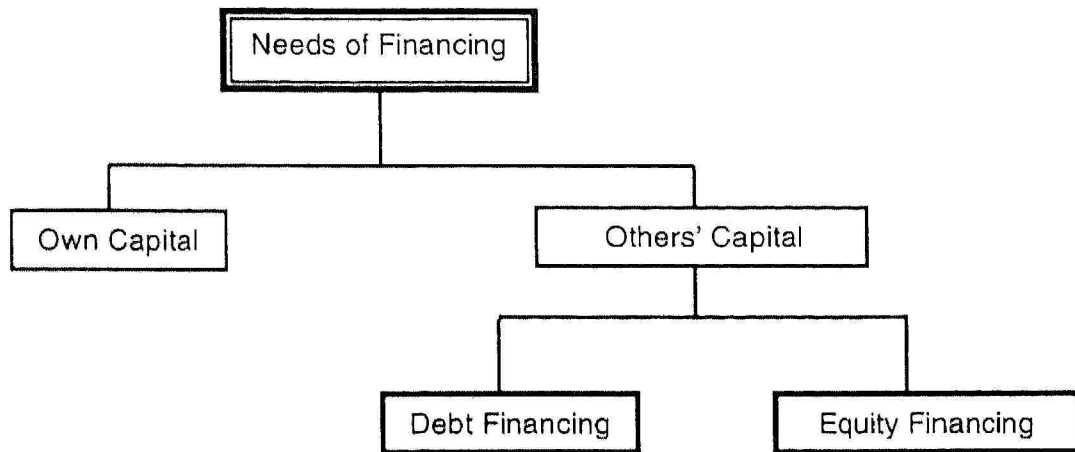 Needs of Financing
Own Capital
Others' Capital
Debt Financing
Equity Financing